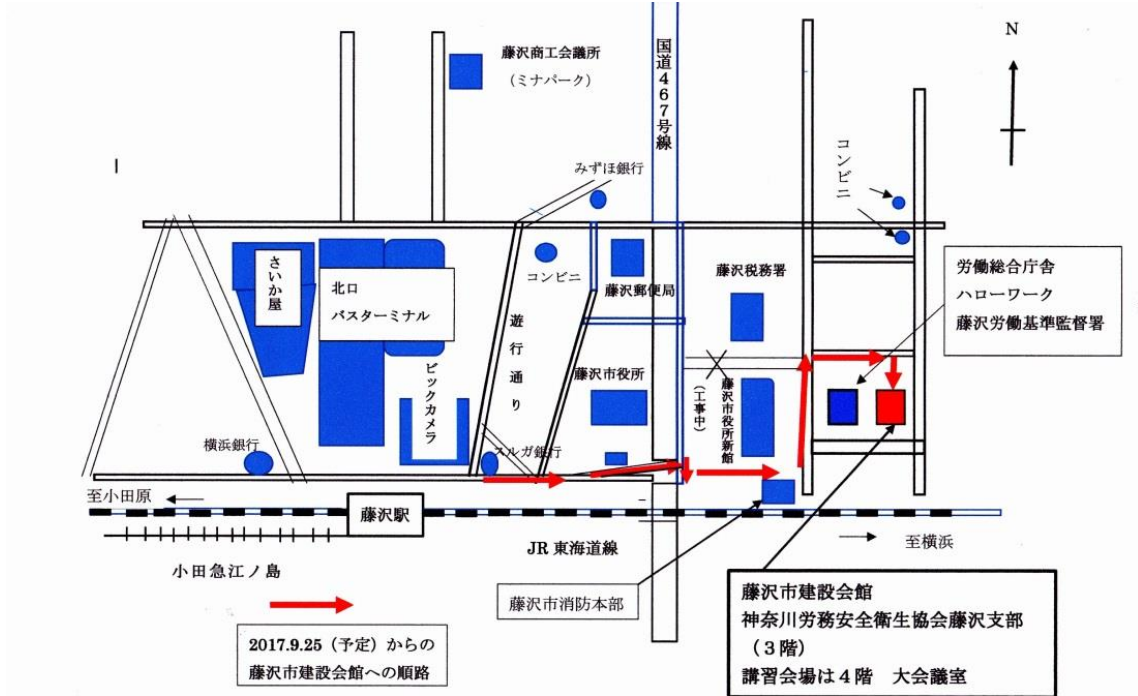 藤沢商工会議所
（ミナパーク）
国道467号線
N
みずほ銀行
コンビニ
さいか屋
北口
バスターミナル
コンビニ
遊行通り
藤沢郵便局
藤沢税務署
労働総合庁舎
ハローワーク
藤沢労働基準監督署
ビックカメラ
藤沢市役所
藤沢市役所新館
（工事中）
横浜銀行
スルガ銀行
至小田原
藤沢駅
JR 東海道線
至横浜
小田急江ノ島
藤沢市消防本部
2017.9.25（予定）からの
藤沢市建設会館への順路
藤沢市建設会館
神奈川労務安全衛生協会藤沢支部
（３階）
講習会場は４階　大会議室